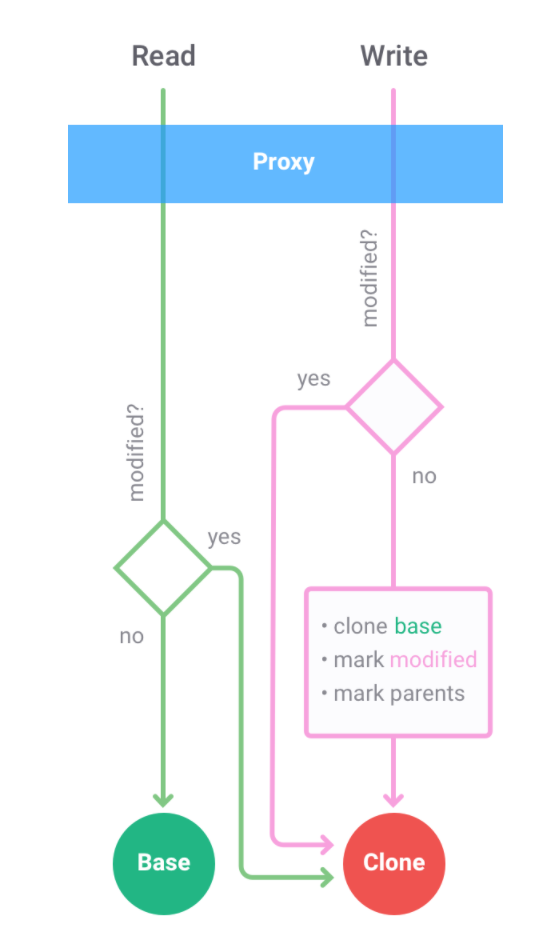 Read
Write
Proxy
modified?
yes
modified?
no
yes
• clone base
no
• mark modified
• mark parents
Base
Clone